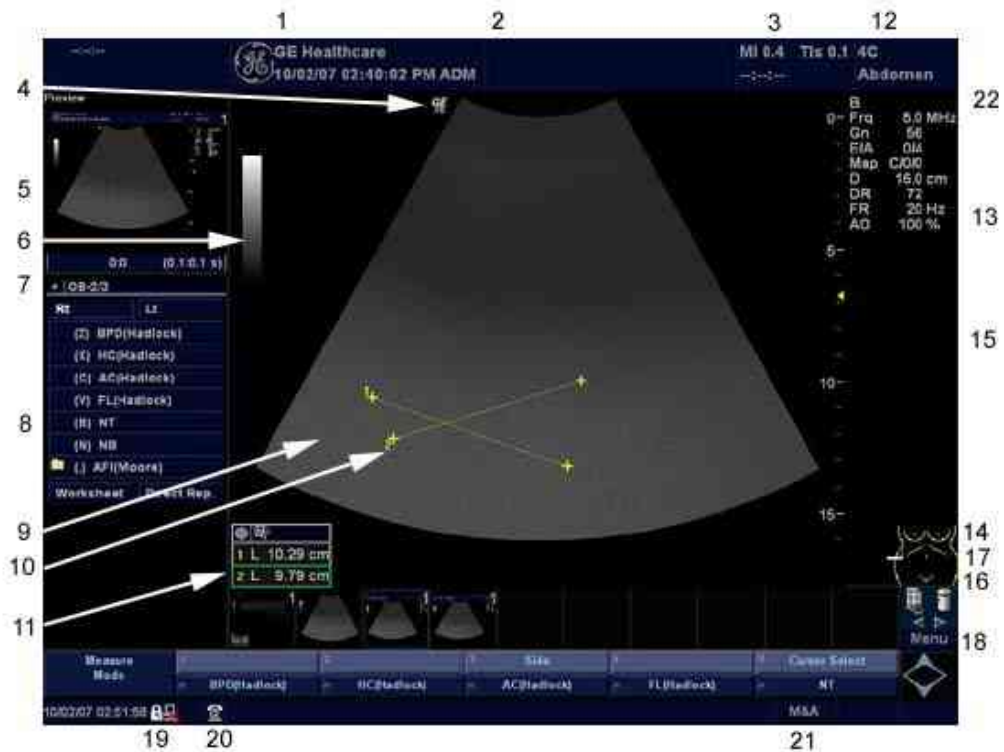 1 2 3 12
--:--:-- GE Healthcare MI 0.4 TIs 0.1 4C
10/02/07 02:40:02 PM ADM --:--:-- Abdomen
4 22
Preview
B
Frq 5.0 MHz
Gn 56
E/A 0/4
Map C/0/0
D 16.0 cm
DR 72
FR 20 Hz
AO 100 %
0-
5-
10-
15-
5
6
13
0:0 (0.1:0.1 s)
7 OB-2/3
Rt Lt
15
(Z) BPD(Hadlock)
(X) HC(Hadlock)
(C) AC(Hadlock)
(V) FL(Hadlock)
8 (B) NT
(N) NB
(,) AFI(Moore)
Worksheet Direct Rep.
1
9
10
11
14
17
16
1 L 10.29 cm
2 L 9.79 cm
1 1 1
Menu 18
Measure Mode
Side Cursor Select
BPD(Hadlock) HC(Hadlock) AC(Hadlock) FL(Hadlock) NT
10/02/07 02:51:58 M&A
19 20 21